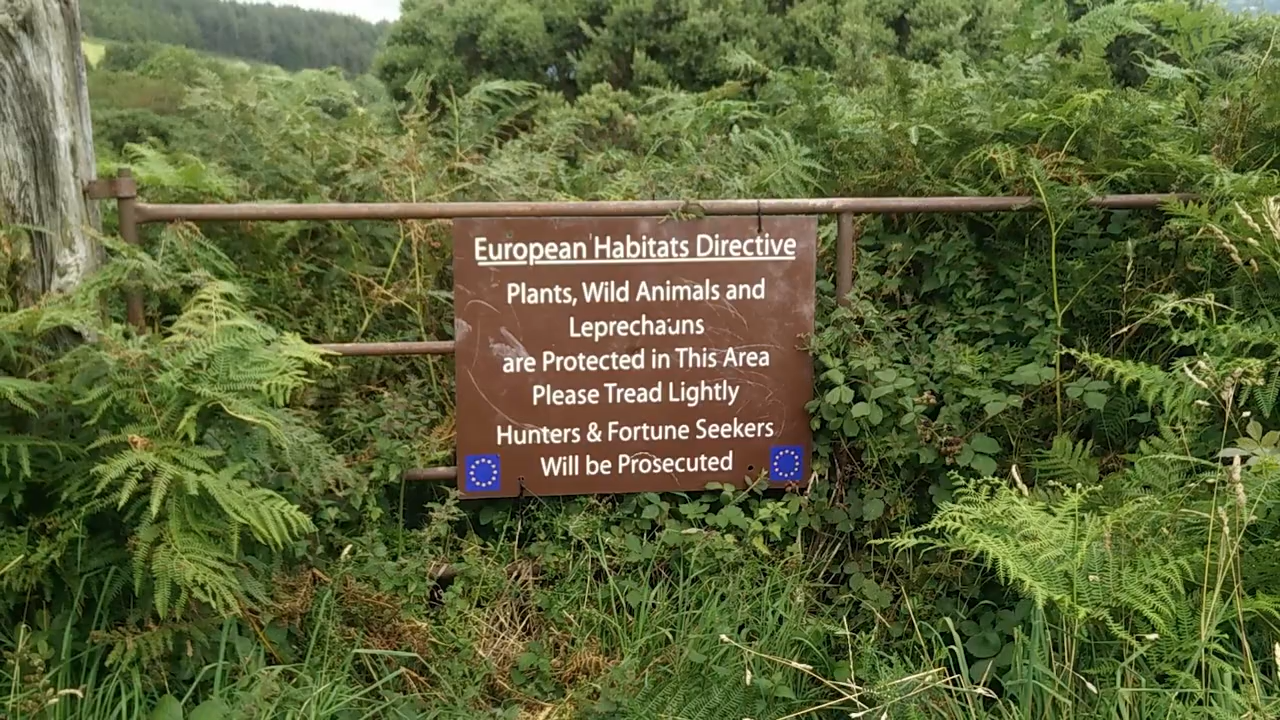 European Habitats Directive
Plants, Wild Animals and
Leprechauns
are Protected in This Area
Please Tread Lightly
Hunters & Fortune Seekers
Will be Prosecuted